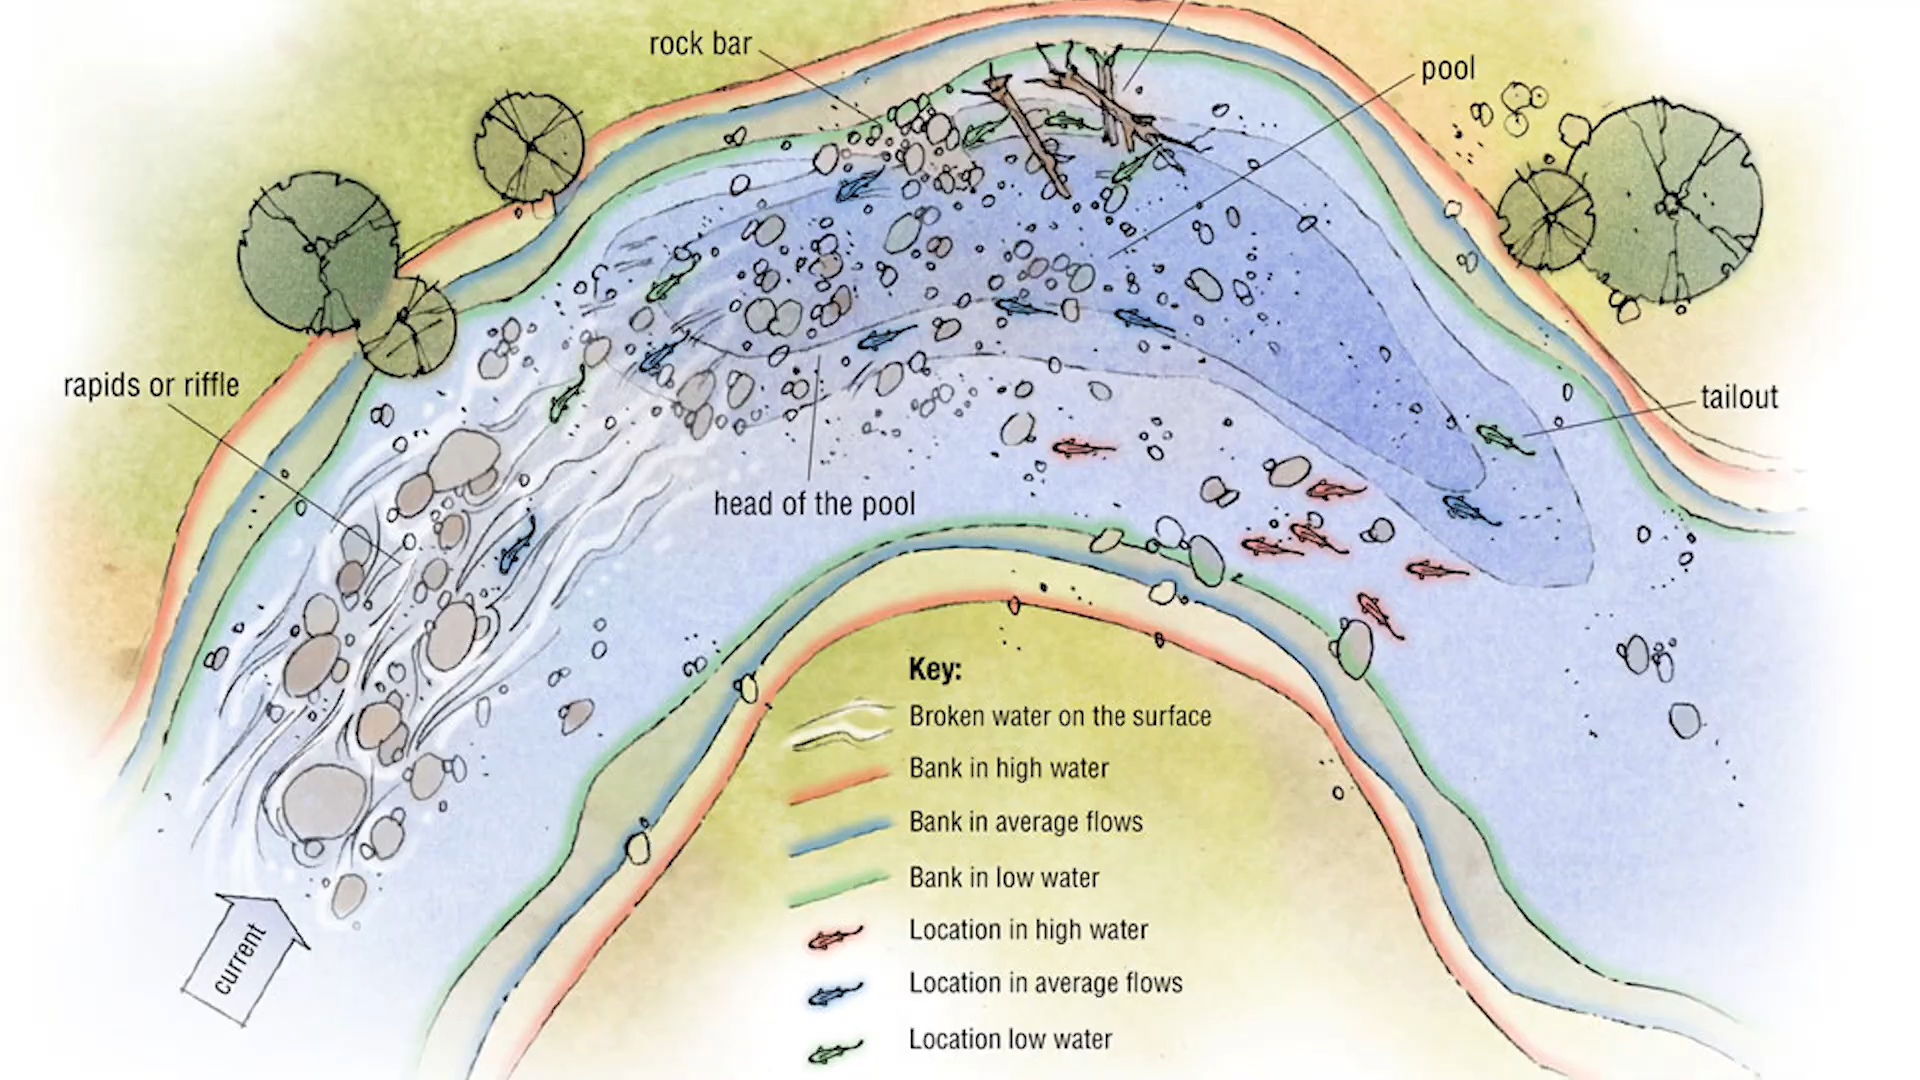 rock bar
pool
rapids or riffle
tailout
head of the pool
Key:
Broken water on the surface
Bank in high water
Bank in average flows
Bank in low water
Location in high water
Location in average flows
Location low water
current